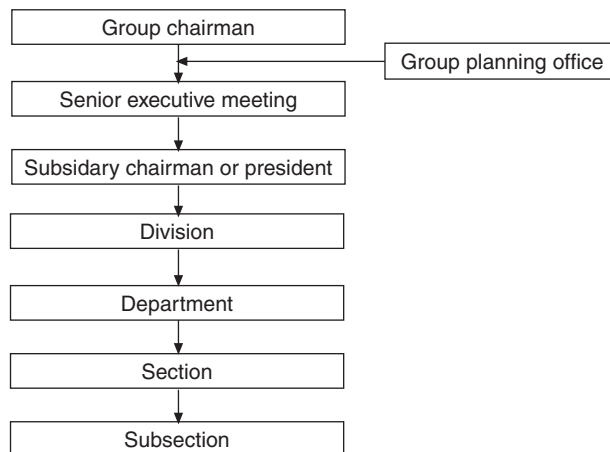 Group chairman
Group planning office
Senior executive meeting
Subsidary chairman or president
Division
Department
Section
Subsection